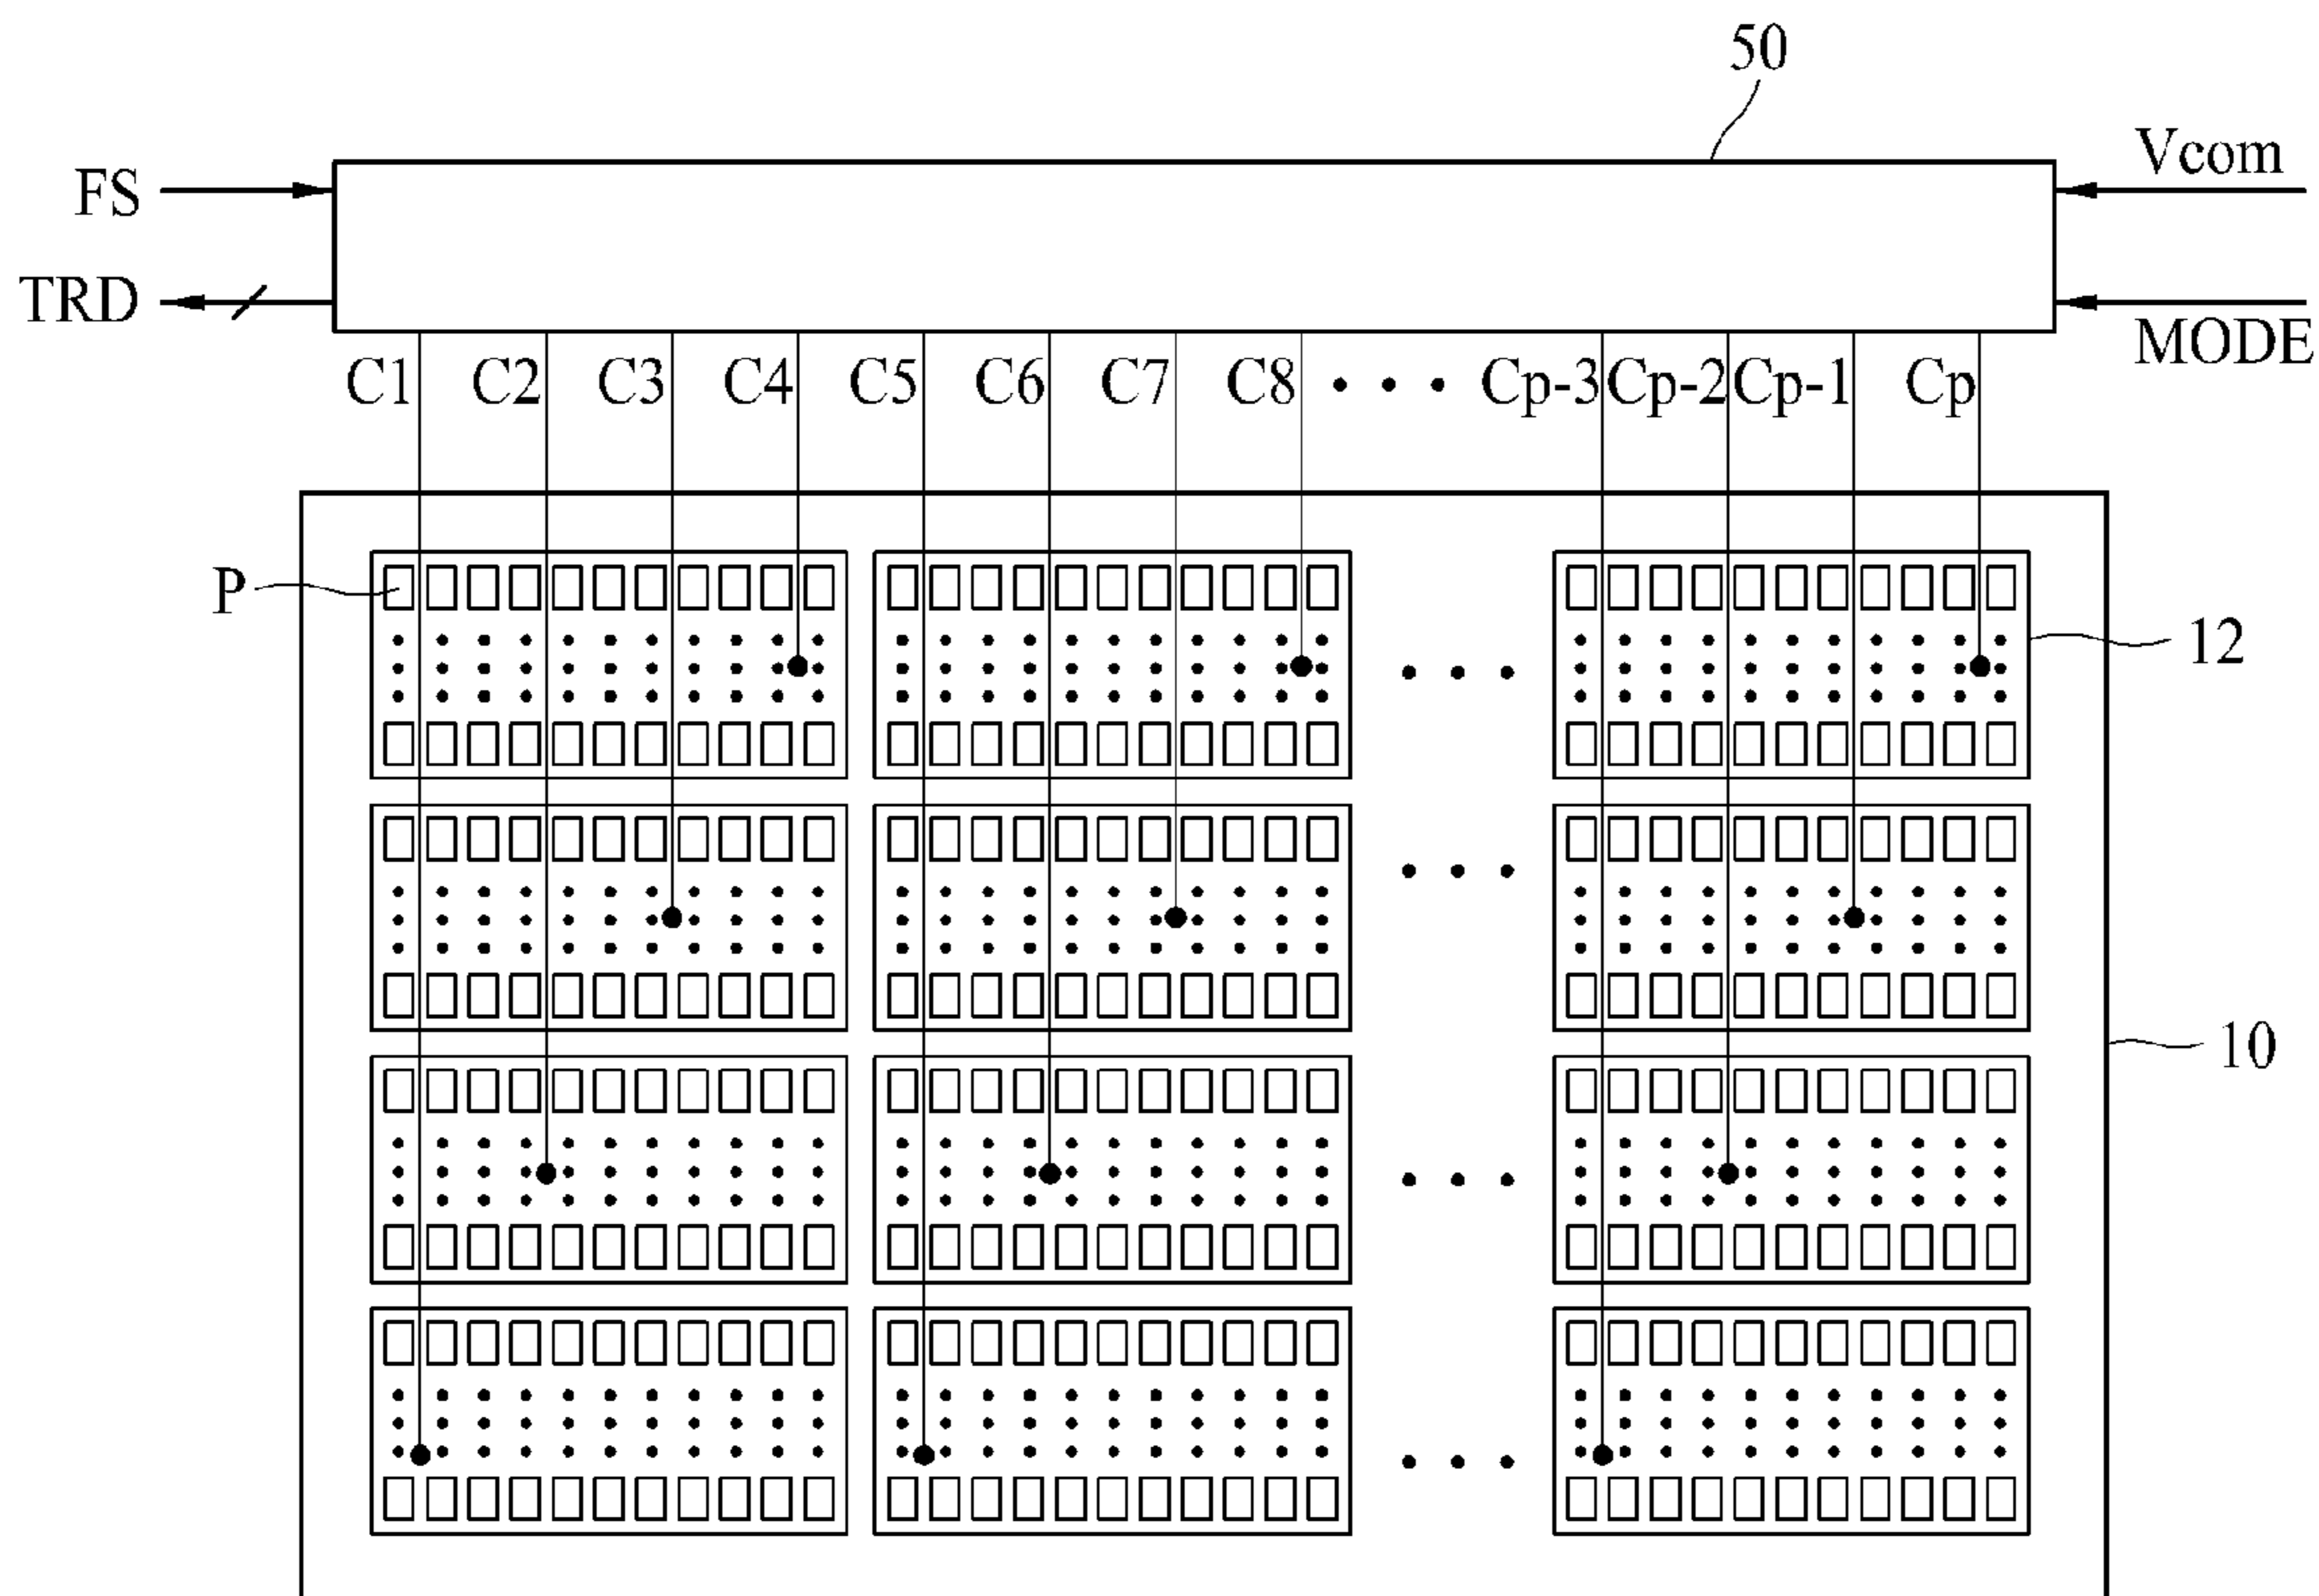 50
FS
Vcom
TRD
MODE
C1 C2 C3 C4 C5 C6 C7 C8 • • • Cp-3 Cp-2 Cp-1 Cp
P
12
10